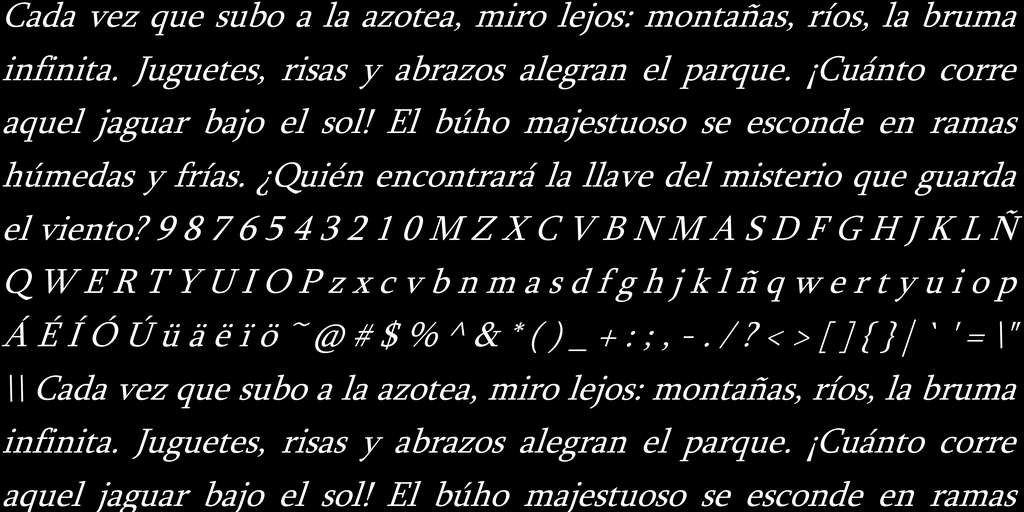 Cada vez que subo a la azotea, miro lejos: montañas, ríos, la bruma
infinita. Juguetes, risas y abrazos alegran el parque. ¡Cuánto corre
aquel jaguar bajo el sol! El búho majestuoso se esconde en ramas
húmedas y frías. ¿Quién encontrará la llave del misterio que guarda
el viento? 9 8 7 6 5 4 3 2 1 0 M Z X C V B N M A S D F G H J K L Ñ
Q W E R T Y U I O P z x c v b n m a s d f g h j k l ñ q w e r t y u i o p
Á É Í Ó Ú ü ä ë ï ö ~ @ # $ % ^ & * ( ) _ + : ; , - . / ? < > [ ] { } | ` ' = \"
\\ Cada vez que subo a la azotea, miro lejos: montañas, ríos, la bruma
infinita. Juguetes, risas y abrazos alegran el parque. ¡Cuánto corre
aquel jaguar bajo el sol! El búho majestuoso se esconde en ramas